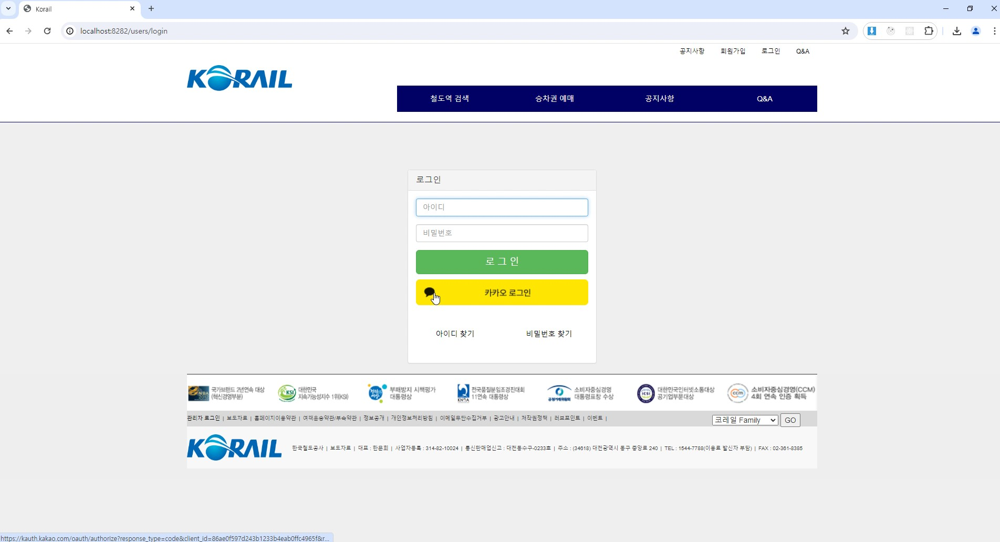 Korail
localhost:8282/users/login
공지사항 회원가입 로그인 Q&A
KORAIL
철도역 검색 승차권 예매 공지사항 Q&A
로그인
아이디
비밀번호
로 그 인
카카오 로그인
아이디 찾기 비밀번호 찾기
국가브랜드 2년연속 대상 대한민국 부패방지 시책평가 전국품질분임조경진대회 소비자중심경영 대한민국인터넷소통대상 소비자중심경영(CCM)
(혁신경영부분) 지속가능성지수 1위(KSI) 대통령상 11연속 대통령상 대통령표창 수상 공기업부문대상 4회 연속 인증 획득
관리자 로그인 | 보도자료 | 홈페이지이용약관 | 여객운송약관/부속약관 | 정보공개 | 개인정보처리방침 | 이메일무단수집거부 | 광고안내 | 저작권정책 | 러브포인트 | 이벤트 |
코레일 Family GO
KORAIL
한국철도공사 | 보도자료 | 대표 : 한문희 | 사업자등록 : 314-82-10024 | 통신판매업신고 : 대전동수구-0233호 | 주소 : (34618) 대전광역시 동구 중앙로 240 | TEL : 1544-7788(이용료 발신자 부담) | FAX : 02-361-8385
https://kauth.kakao.com/oauth/authorize?response_type=code&client_id=86ae0f597d243b1233b4eab0ffc4965f&r...